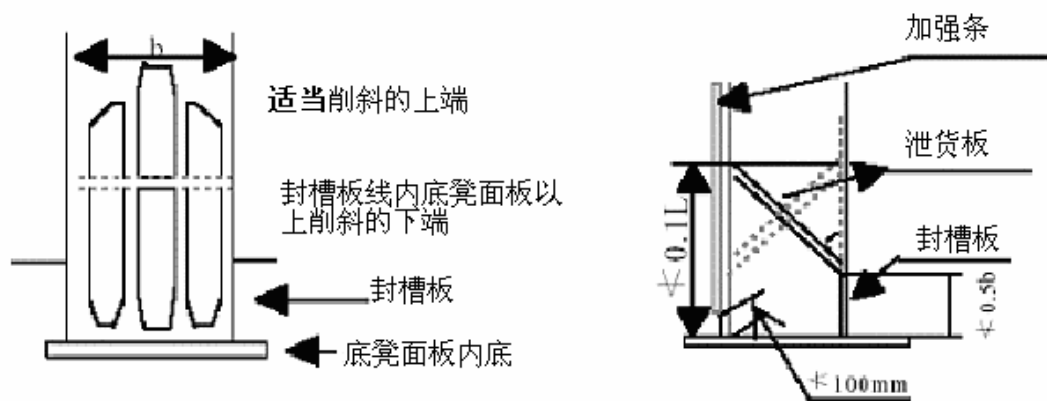 b
适当削斜的上端
封槽板线内底凳面板以
上削斜的下端
封槽板
底凳面板内底
加强条
泄货板
封槽板
≮0.1L
≮0.5b
≮100mm